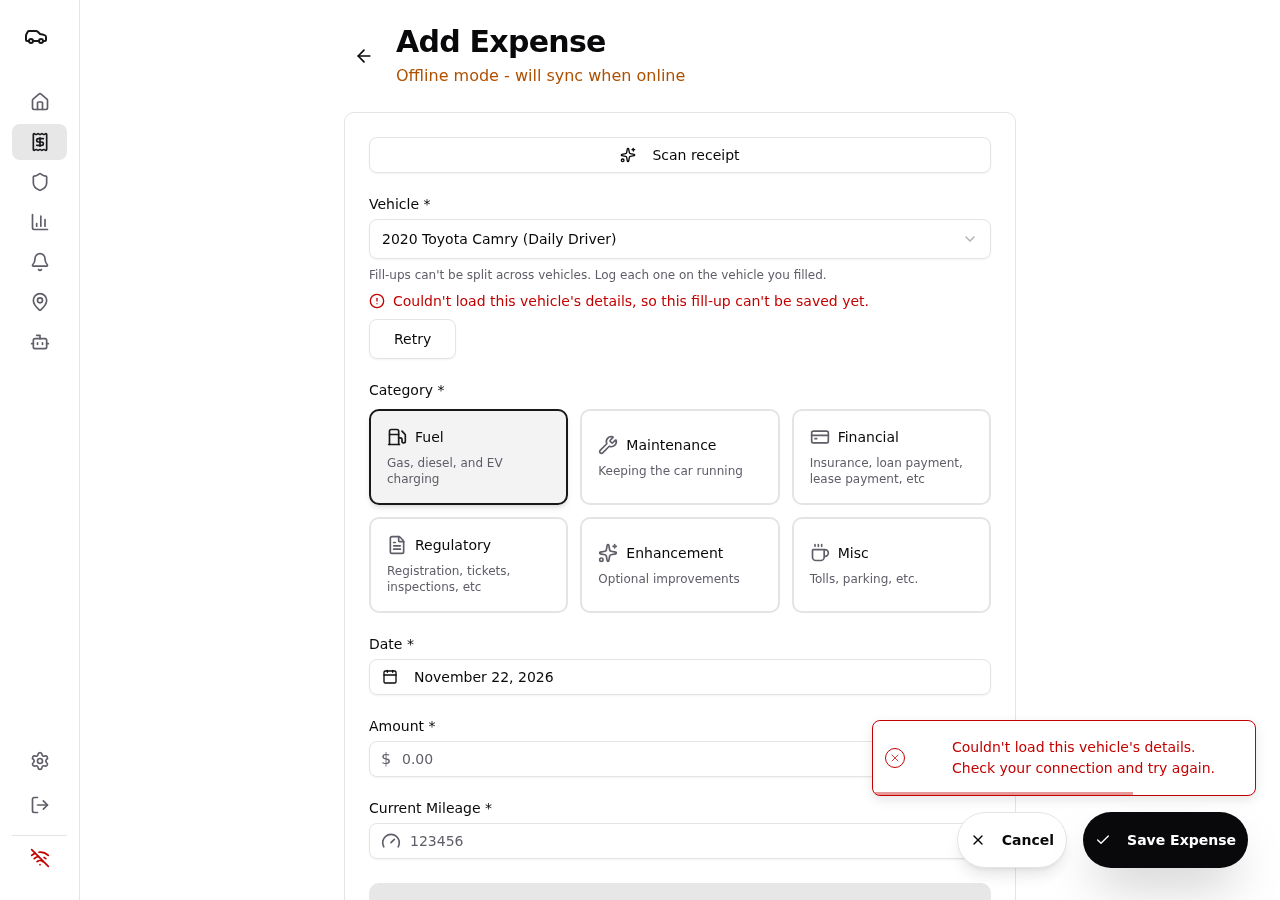 Add Expense
Offline mode - will sync when online
Scan receipt
Vehicle *
2020 Toyota Camry (Daily Driver)
Fill-ups can't be split across vehicles. Log each one on the vehicle you filled.
Couldn't load this vehicle's details, so this fill-up can't be saved yet.
Retry
Category *
Fuel
Gas, diesel, and EV
charging
Maintenance
Keeping the car running
Financial
Insurance, loan payment,
lease payment, etc
Regulatory
Registration, tickets,
inspections, etc
Enhancement
Optional improvements
Misc
Tolls, parking, etc.
Date *
November 22, 2026
Amount *
$ 0.00
Couldn't load this vehicle's details.
Check your connection and try again.
Current Mileage *
123456
Cancel
Save Expense